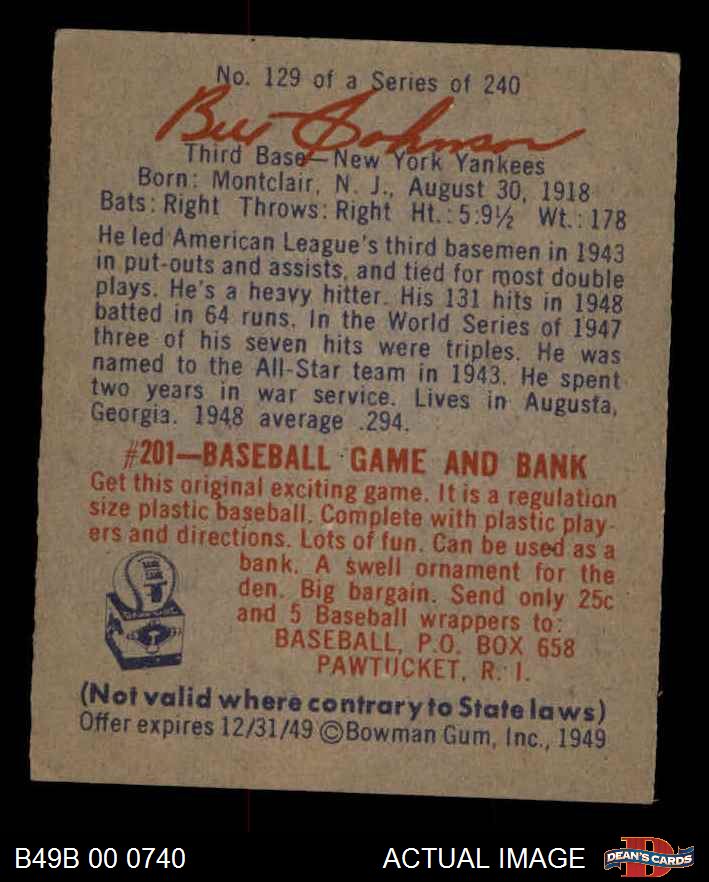 No. 129 of a Series of 240
Bill Johnson
Third Base—New York Yankees
Born: Montclair, N. J., August 30, 1918
Bats: Right Throws: Right Ht.: 5:9½ Wt.: 178
He led American League's third basemen in 1943
in put-outs and assists, and tied for most double
plays. He's a heavy hitter. His 131 hits in 1948
batted in 64 runs. In the World Series of 1947
three of his seven hits were triples. He was
named to the All-Star team in 1943. He spent
two years in war service. Lives in Augusta,
Georgia. 1948 average .294.
#201—BASEBALL GAME AND BANK
Get this original exciting game. It is a regulation
size plastic baseball. Complete with plastic play-
ers and directions. Lots of fun. Can be used as a
bank. A swell ornament for the
den. Big bargain. Send only 25c
and 5 Baseball wrappers to:
BASEBALL, P.O. BOX 658
PAWTUCKET, R. I.
(Not valid where contrary to State laws)
Offer expires 12/31/49 ©Bowman Gum, Inc., 1949
B49B 00 0740
ACTUAL IMAGE
DEAN'S CARDS